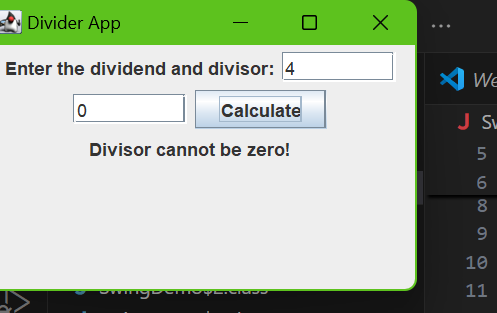 Divider App
Enter the dividend and divisor: 4
0 Calculate
Divisor cannot be zero!
We
J Sw
5
6
8
9
10
11
SwingDemo$2.class